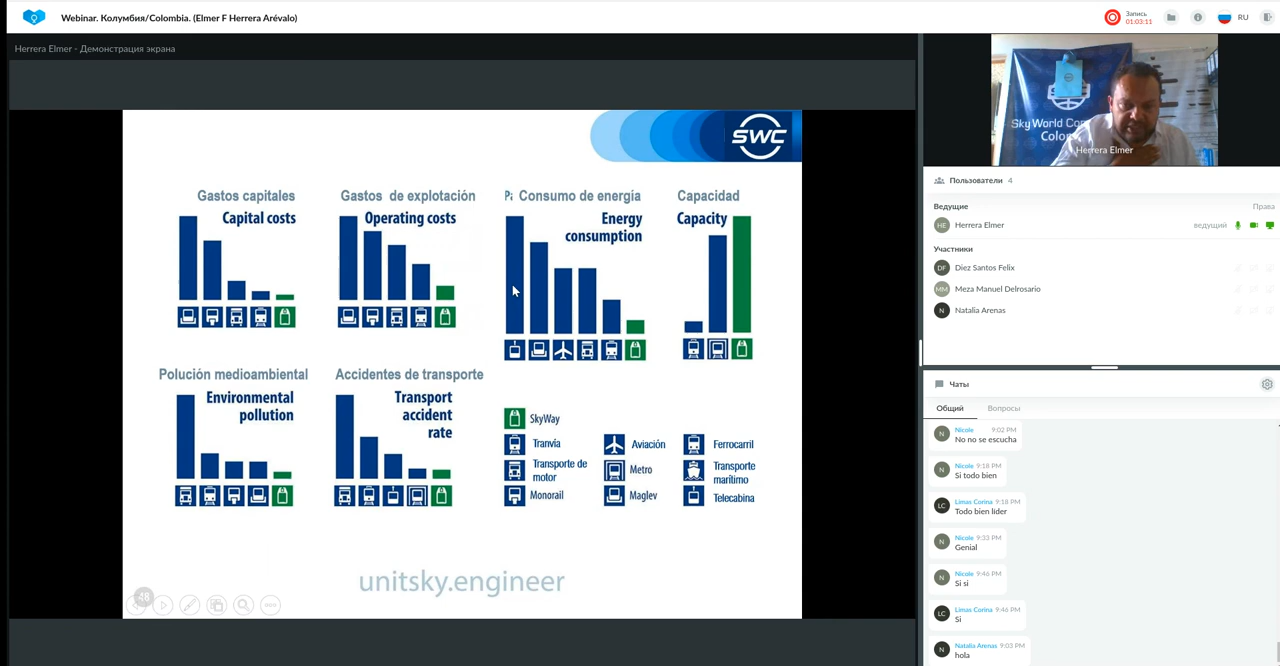 Webinar. Колумбия/Colombia. (Elmer F Herrera Arévalo)
Запись
01:03:11
RU
Herrera Elmer - Демонстрация экрана
SWC
Gastos capitales
Capital costs
Gastos de explotación
Operating costs
Consumo de energía
Energy
consumption
Capacidad
Capacity
Polución medioambiental
Environmental
pollution
Accidentes de transporte
Transport
accident
rate
SkyWay
Tranvia
Aviación
Ferrocarril
Transporte de
motor
Metro
Transporte
marítimo
Monorail
Maglev
Telecabina
unitsky.engineer
48
SkyWorld Com
Colom
Herrera Elmer
Пользователи 4
Ведущие
Права
HE
Herrera Elmer
ведущий
Участники
DF
Diez Santos Felix
MM
Meza Manuel Delrosario
N
Natalia Arenas
Чаты
Общий
Вопросы
N
Nicole 9:02 PM
No no se escucha
N
Nicole 9:18 PM
Si todo bien
LC
Limas Corina 9:18 PM
Todo bien líder
N
Nicole 9:33 PM
Genial
N
Nicole 9:46 PM
Si si
LC
Limas Corina 9:46 PM
Si
N
Natalia Arenas 9:03 PM
hola